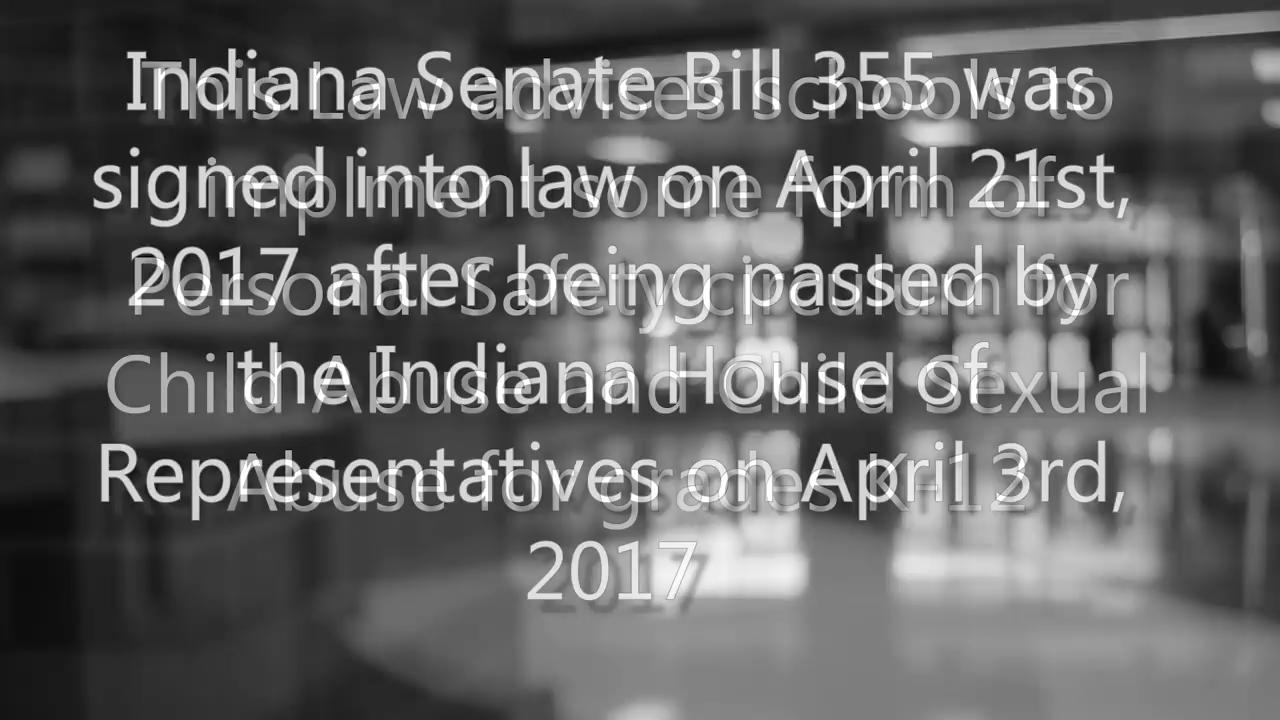 Indiana Senate Bill 355 was
signed into law on April 21st,
2017 after being passed by
the Indiana House of
Representatives on April 3rd,
2017
This Law advises schools to
implment some form of
Personal Safety
for
Child Abuse and Child Sexual
Abuse for grades K-12